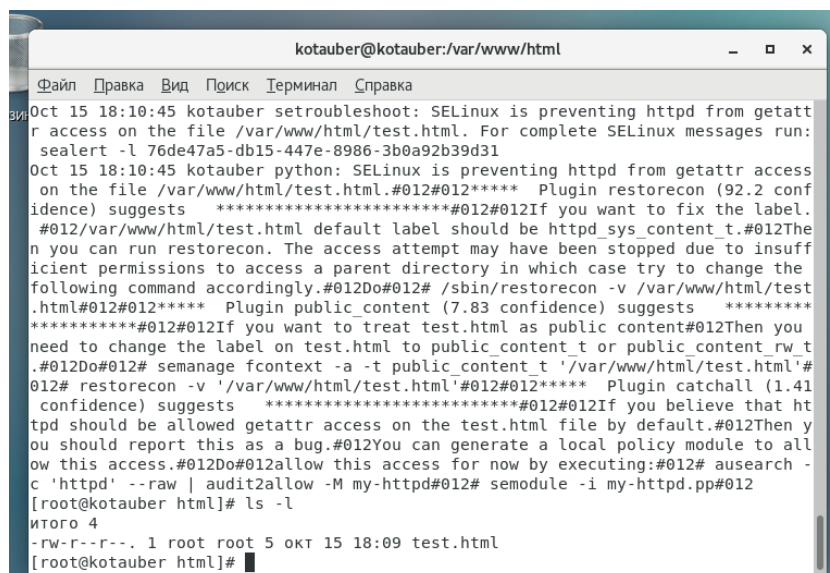 kotauber@kotauber:/var/www/html
Файл Правка Вид Поиск Терминал Справка
Oct 15 18:10:45 kotauber setroubleshoot: SELinux is preventing httpd from getatt
r access on the file /var/www/html/test.html. For complete SELinux messages run:
 sealert -l 76de47a5-db15-447e-8986-3b0a92b39d31
Oct 15 18:10:45 kotauber python: SELinux is preventing httpd from getattr access
 on the file /var/www/html/test.html.#012#012*****  Plugin restorecon (92.2 conf
idence) suggests   ************************#012#012If you want to fix the label.
 #012/var/www/html/test.html default label should be httpd_sys_content_t.#012The
n you can run restorecon. The access attempt may have been stopped due to insuff
icient permissions to access a parent directory in which case try to change the
following command accordingly.#012Do#012# /sbin/restorecon -v /var/www/html/test
.html#012#012*****  Plugin public_content (7.83 confidence) suggests   *********
***********#012#012If you want to treat test.html as public content#012Then you
need to change the label on test.html to public_content_t or public_content_rw_t
.#012Do#012# semanage fcontext -a -t public_content_t '/var/www/html/test.html'#
012# restorecon -v '/var/www/html/test.html'#012#012*****  Plugin catchall (1.41
 confidence) suggests   **************************#012#012If you believe that ht
tpd should be allowed getattr access on the test.html file by default.#012Then y
ou should report this as a bug.#012You can generate a local policy module to all
ow this access.#012Do#012allow this access for now by executing:#012# ausearch -
c 'httpd' --raw | audit2allow -M my-httpd#012# semodule -i my-httpd.pp#012
[root@kotauber html]# ls -l
итого 4
-rw-r--r--. 1 root root 5 окт 15 18:09 test.html
[root@kotauber html]#